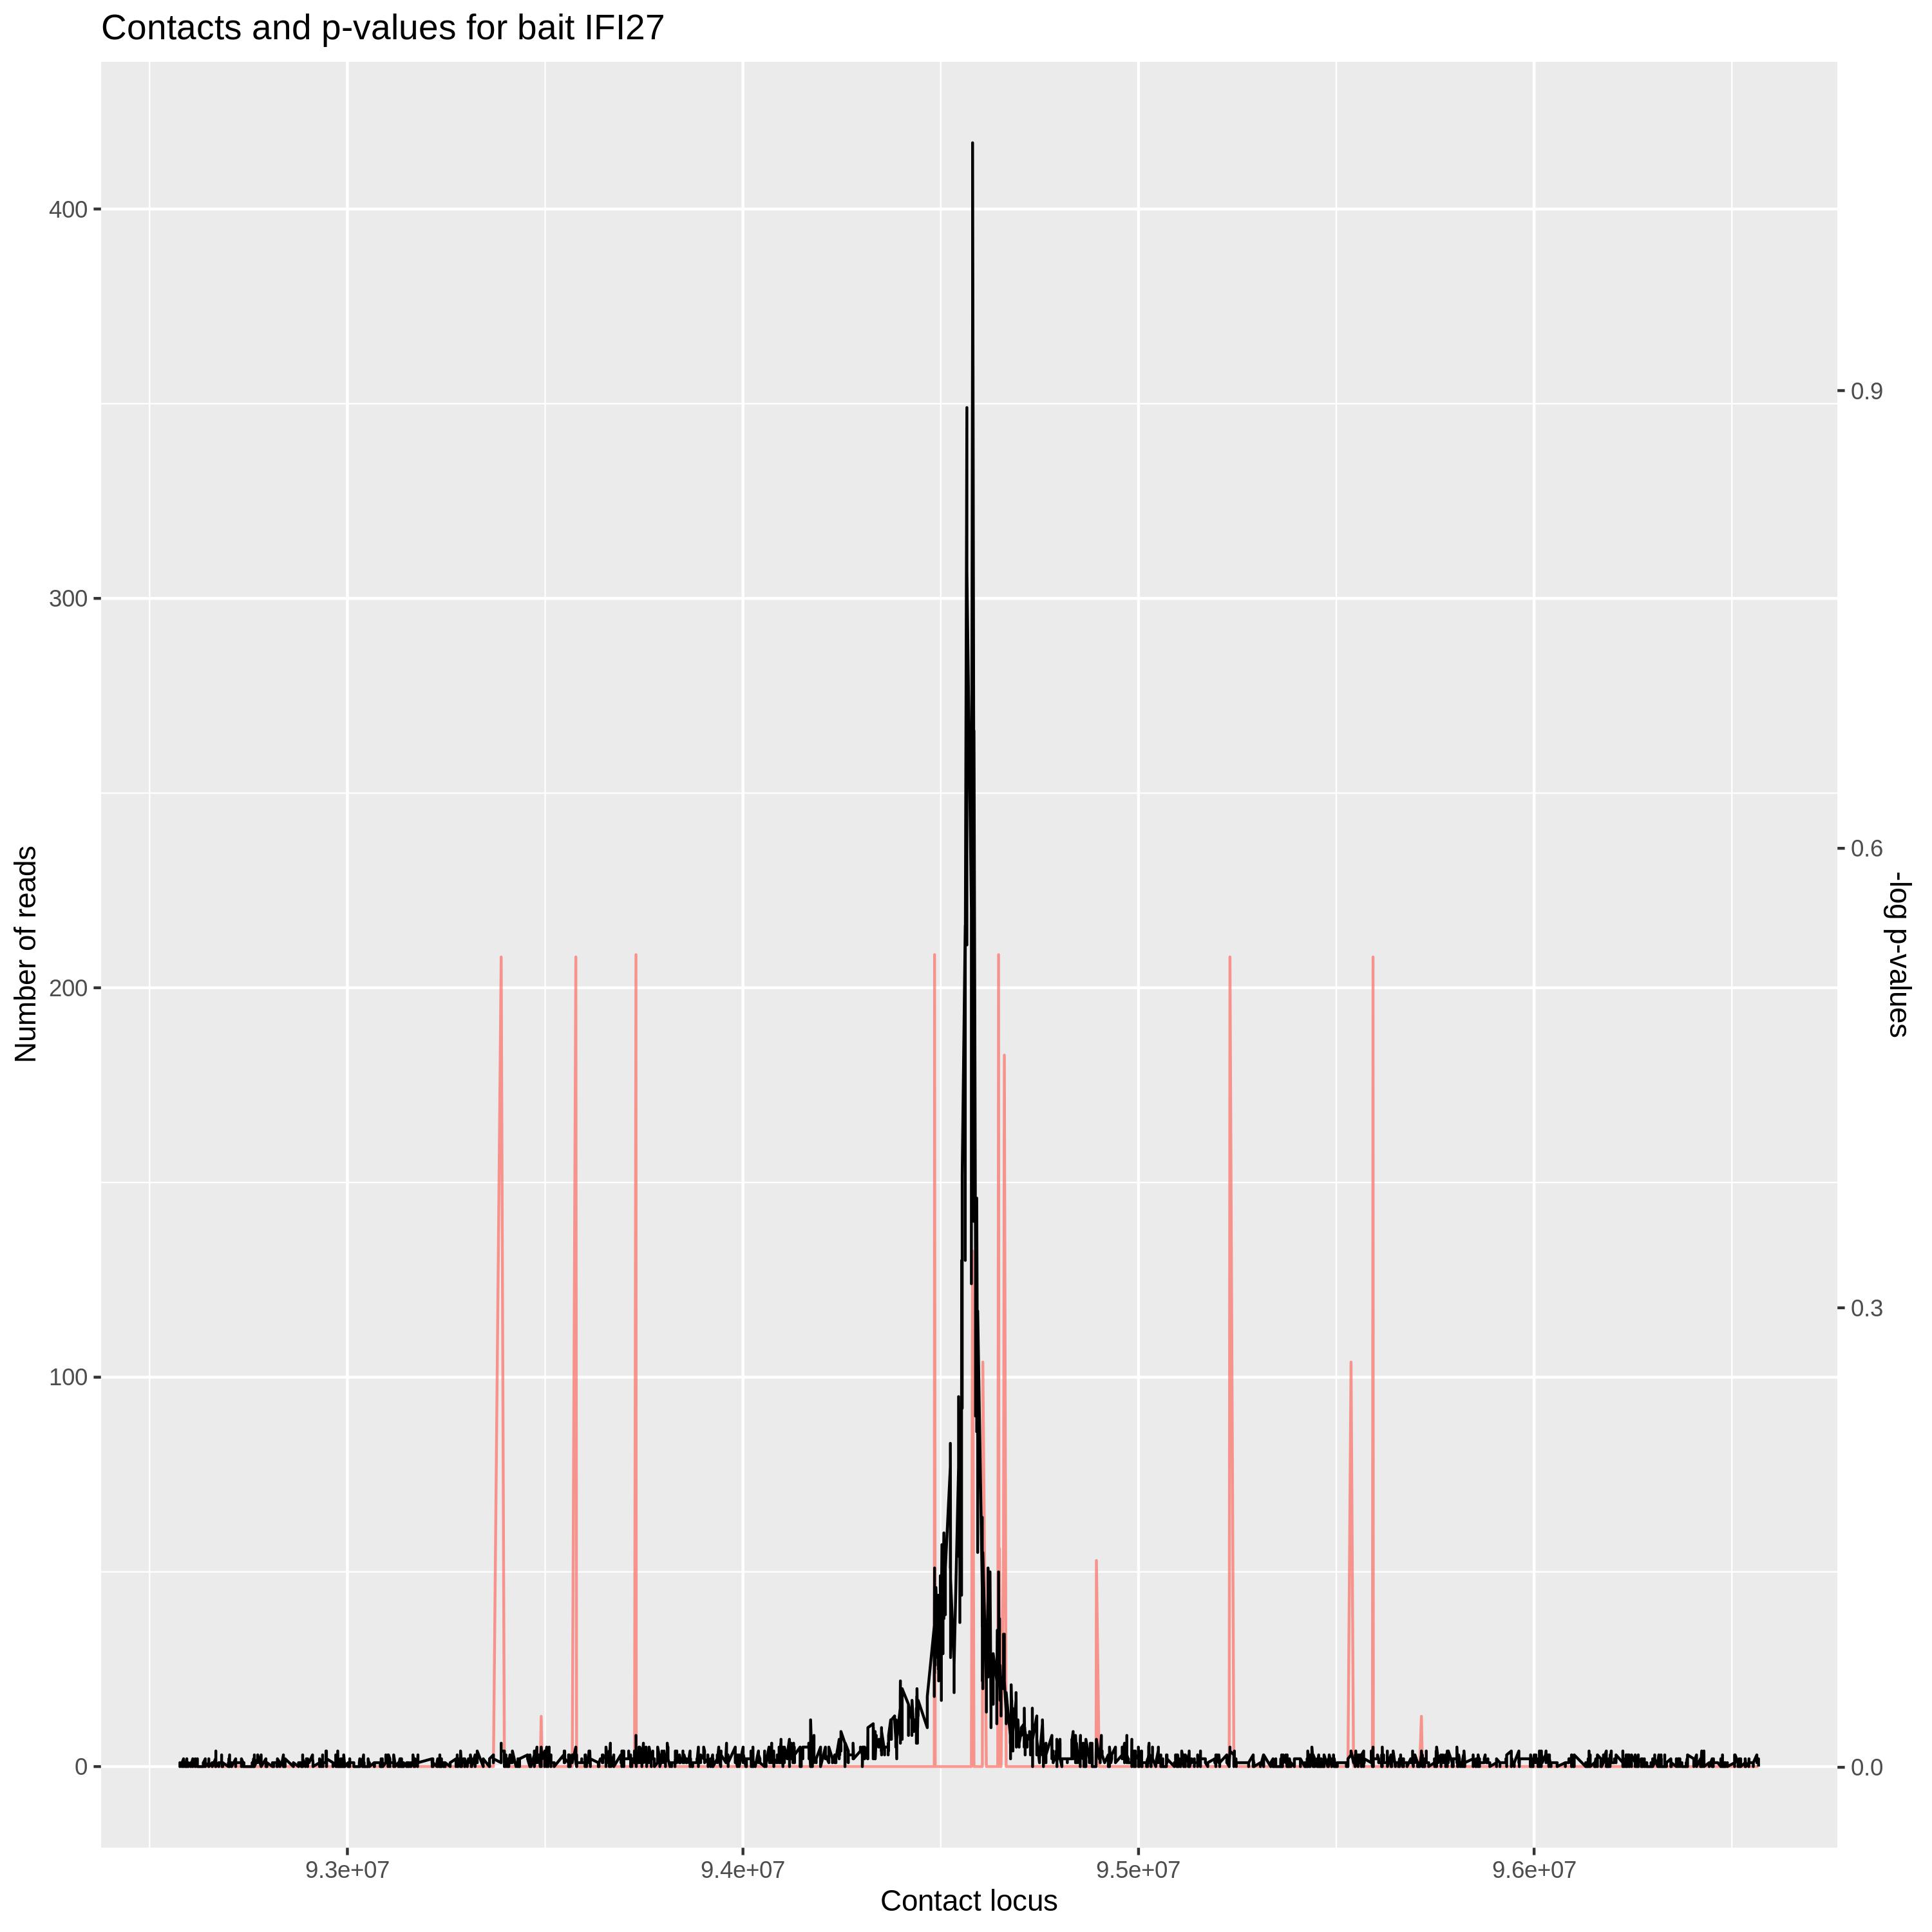 Contacts and p-values for bait IFI27
Number of reads
400
300
200
100
0
0.9
0.6
0.3
0.0
-log p-values
9.3e+07 9.4e+07 9.5e+07 9.6e+07
Contact locus